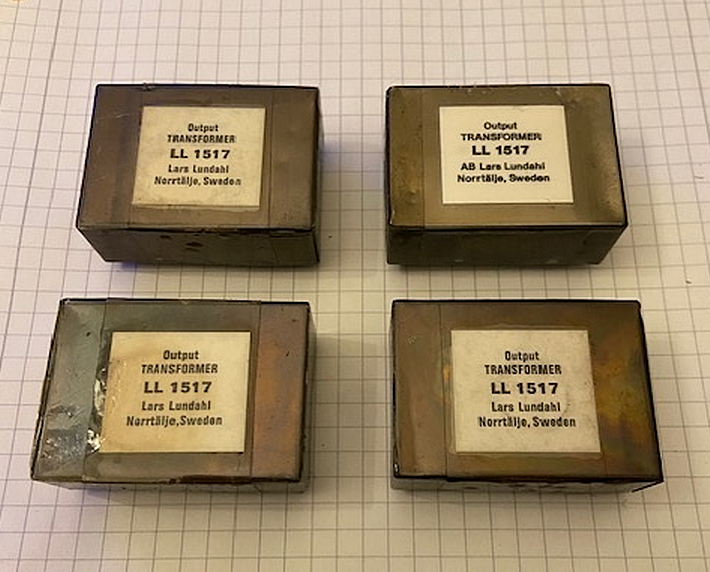 Output
TRANSFORMER
LL 1517
Lars Lundahl
Norrtälje, Sweden
Output
TRANSFORMER
LL 1517
AB Lars Lundahl
Norrtälje, Sweden
Output
TRANSFORMER
LL 1517
Lars Lundahl
Norrtälje,Sweden
Output
TRANSFORMER
LL 1517
Lars Lundahl
Norrtälje, Sweden